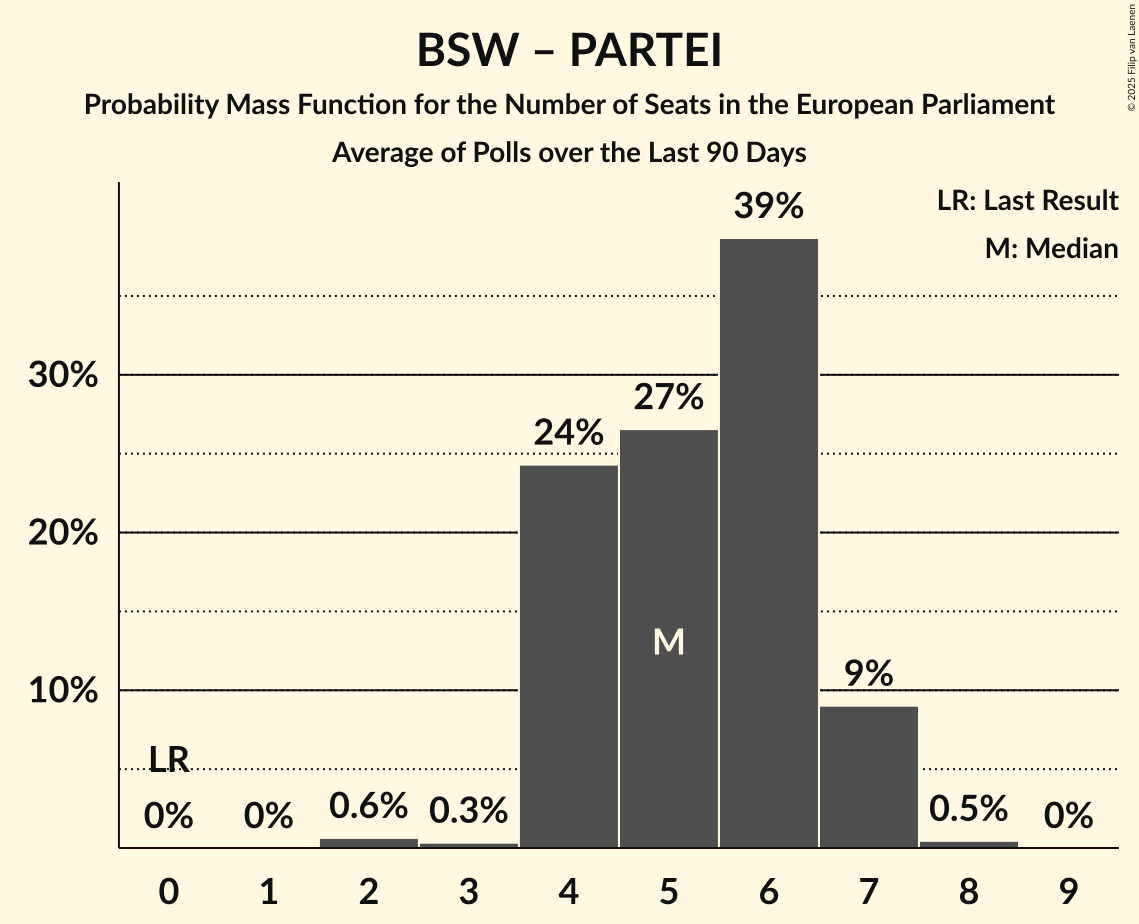 BSW – PARTEI
Probability Mass Function for the Number of Seats in the European Parliament
Average of Polls over the Last 90 Days
© 2025 Filip van Laenen
LR: Last Result
M: Median
39%
30%
27%
24%
20%
M
9%
10%
LR
0%
0%
0.6%
0.3%
0.5%
0%
0 1 2 3 4 5 6 7 8 9